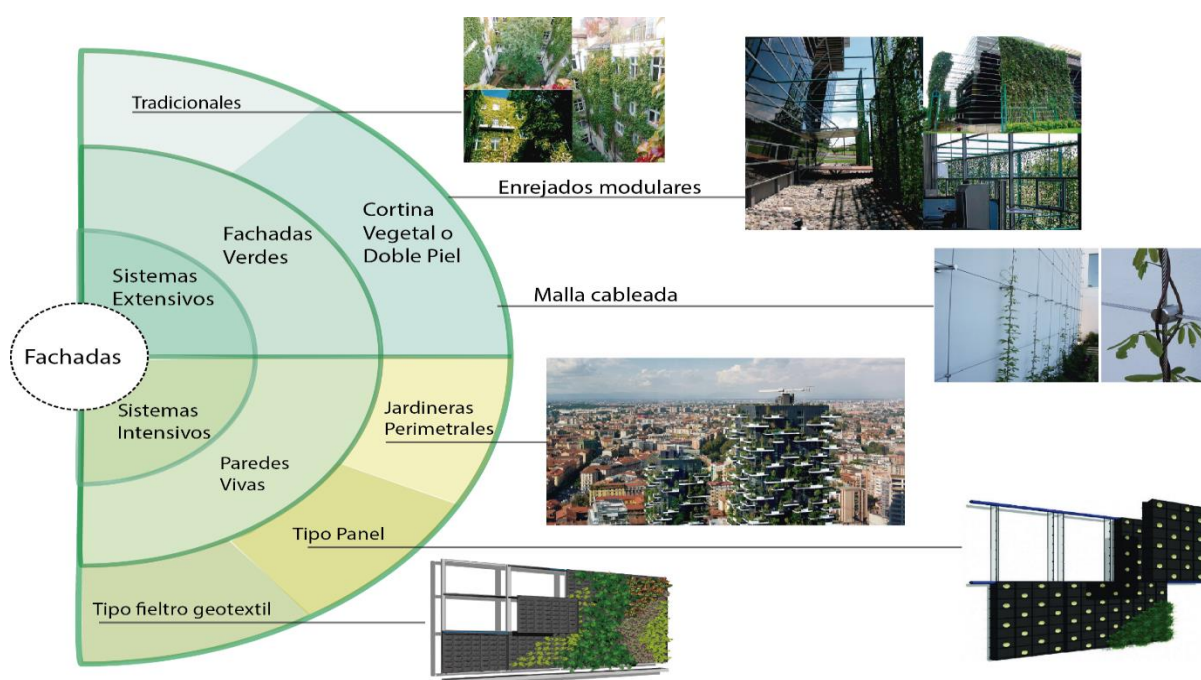 Tradicionales
Enrejados modulares
Cortina
Vegetal o
Doble Piel
Fachadas
Verdes
Sistemas
Extensivos
Malla cableada
Fachadas
Sistemas
Intensivos
Jardineras
Perimetrales
Paredes
Vivas
Tipo Panel
Tipo fieltro geotextil